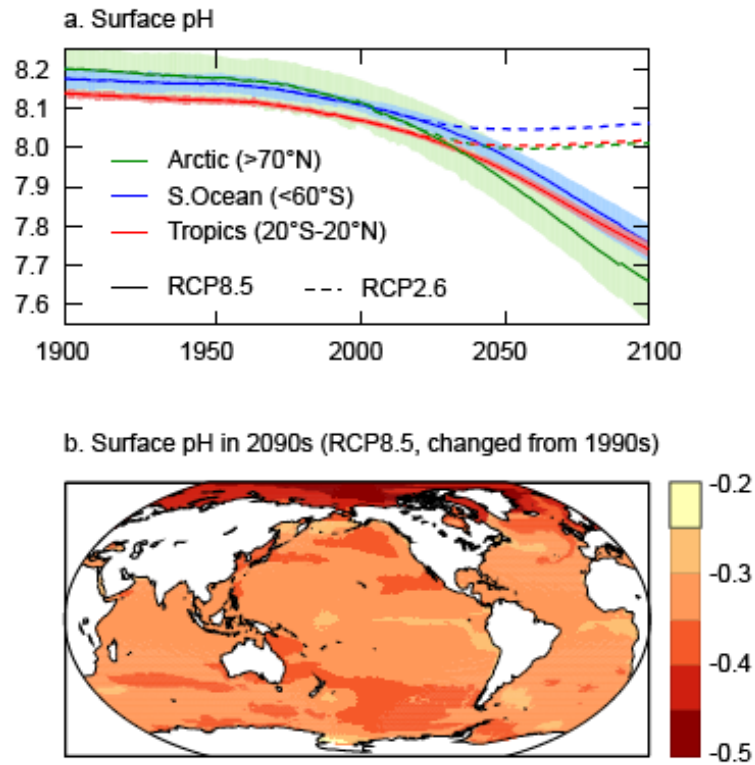 a. Surface pH
8.2
8.1
8.0
7.9
7.8
7.7
7.6
Arctic (>70°N)
S.Ocean (<60°S)
Tropics (20°S-20°N)
RCP8.5 RCP2.6
1900 1950 2000 2050 2100
b. Surface pH in 2090s (RCP8.5, changed from 1990s)
-0.2
-0.3
-0.4
-0.5